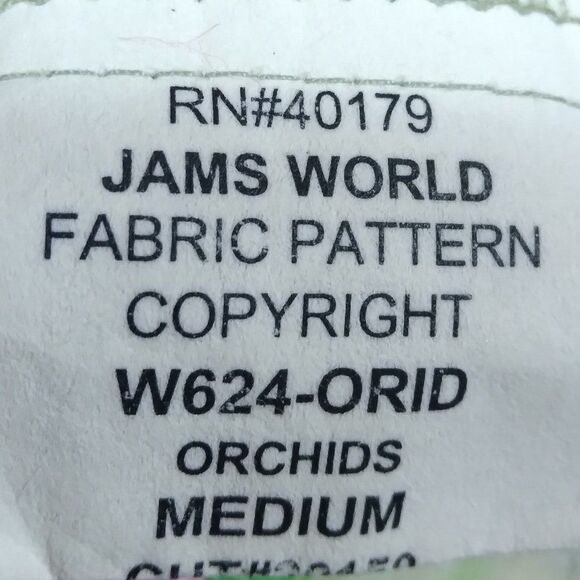 RN#40179
JAMS WORLD
FABRIC PATTERN
COPYRIGHT
W624-ORID
ORCHIDS
MEDIUM